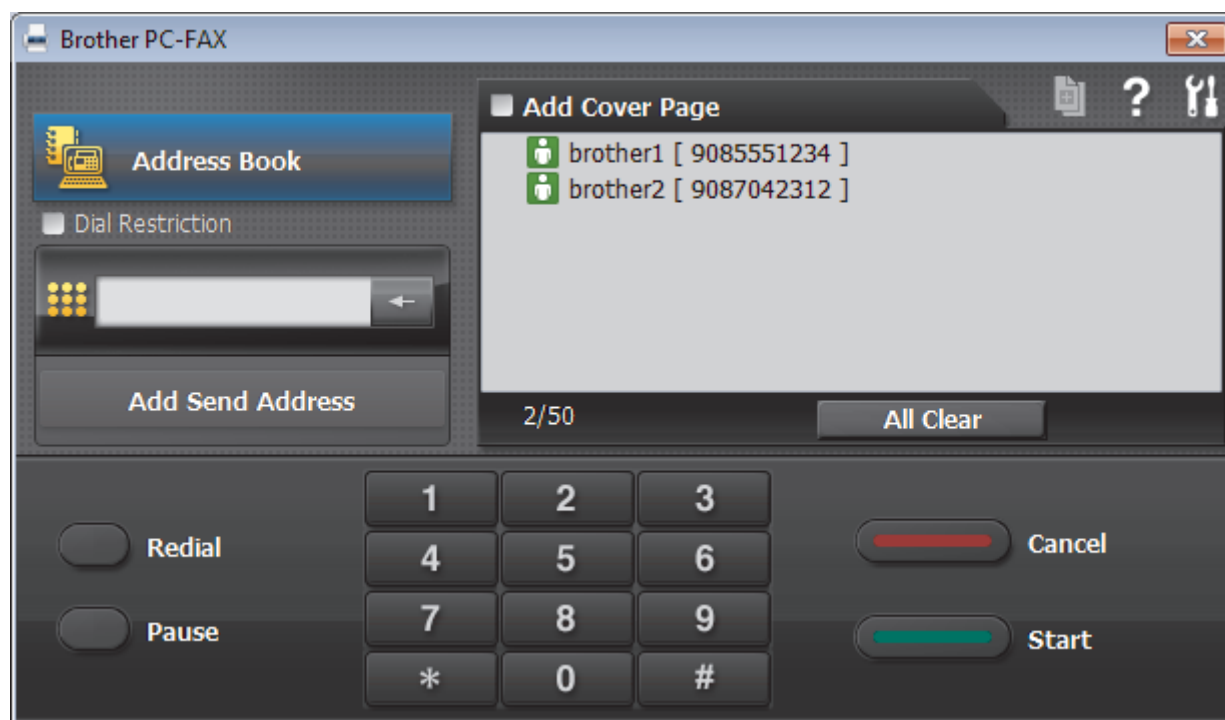 Brother PC-FAX
Address Book
Dial Restriction
Add Send Address
Add Cover Page
?
brother1 [ 9085551234 ]
brother2 [ 9087042312 ]
2/50
All Clear
Redial
Pause
1 2 3
4 5 6
7 8 9
* 0 #
Cancel
Start